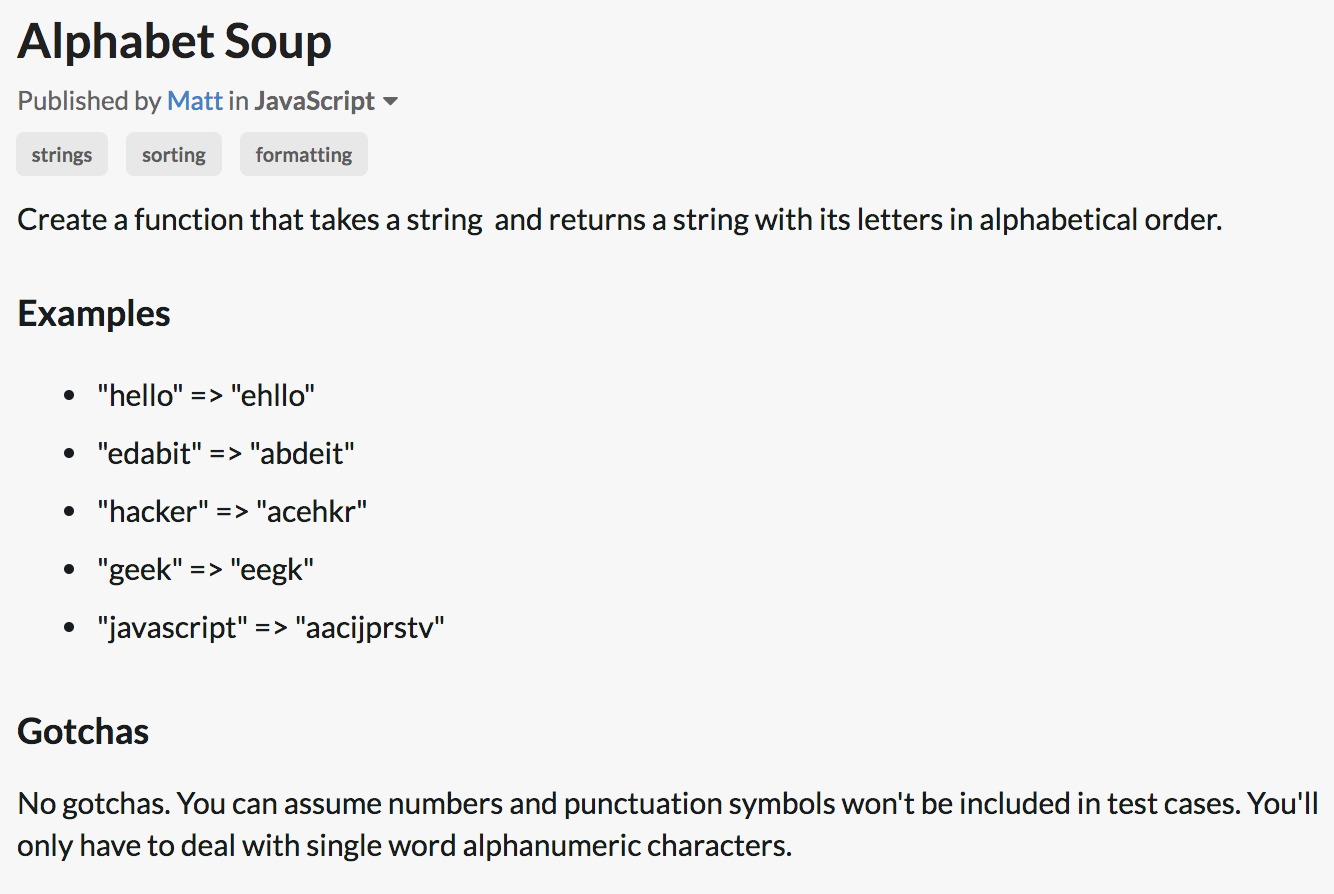 Alphabet Soup
Published by Matt in JavaScript
strings sorting formatting
Create a function that takes a string  and returns a string with its letters in alphabetical order.
Examples
• "hello" => "ehllo"
• "edabit" => "abdeit"
• "hacker" => "acehkr"
• "geek" => "eegk"
• "javascript" => "aacijprstv"
Gotchas
No gotchas. You can assume numbers and punctuation symbols won't be included in test cases. You'll
only have to deal with single word alphanumeric characters.